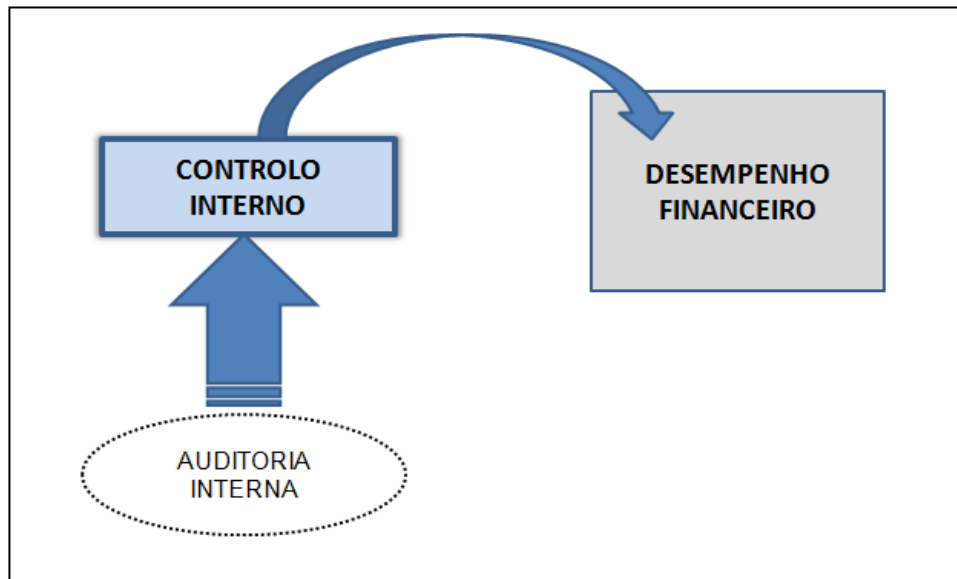 CONTROLO
INTERNO
DESEMPENHO
FINANCEIRO
AUDITORIA
INTERNA